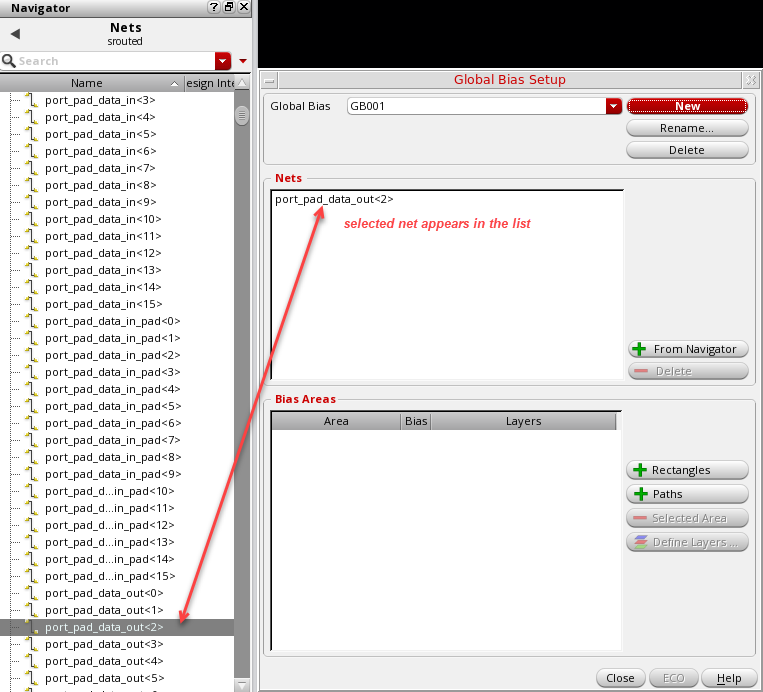 Navigator
Nets
srouted
Search
Name
esign Inte
port_pad_data_in<3>
port_pad_data_in<4>
port_pad_data_in<5>
port_pad_data_in<6>
port_pad_data_in<7>
port_pad_data_in<8>
port_pad_data_in<9>
port_pad_data_in<10>
port_pad_data_in<11>
port_pad_data_in<12>
port_pad_data_in<13>
port_pad_data_in<14>
port_pad_data_in<15>
port_pad_data_in_pad<0>
port_pad_data_in_pad<1>
port_pad_data_in_pad<2>
port_pad_data_in_pad<3>
port_pad_data_in_pad<4>
port_pad_data_in_pad<5>
port_pad_data_in_pad<6>
port_pad_data_in_pad<7>
port_pad_data_in_pad<8>
port_pad_data_in_pad<9>
port_pad_d...in_pad<10>
port_pad_d...in_pad<11>
port_pad_d...in_pad<12>
port_pad_d...in_pad<13>
port_pad_d...in_pad<14>
port_pad_d...in_pad<15>
port_pad_data_out<0>
port_pad_data_out<1>
port_pad_data_out<2>
port_pad_data_out<3>
port_pad_data_out<4>
port_pad_data_out<5>
Global Bias Setup
Global Bias
GB001
New
Rename...
Delete
Nets
port_pad_data_out<2>
selected net appears in the list
From Navigator
Delete
Bias Areas
Area
Bias
Layers
Rectangles
Paths
Selected Area
Define Layers ...
Close
ECO
Help